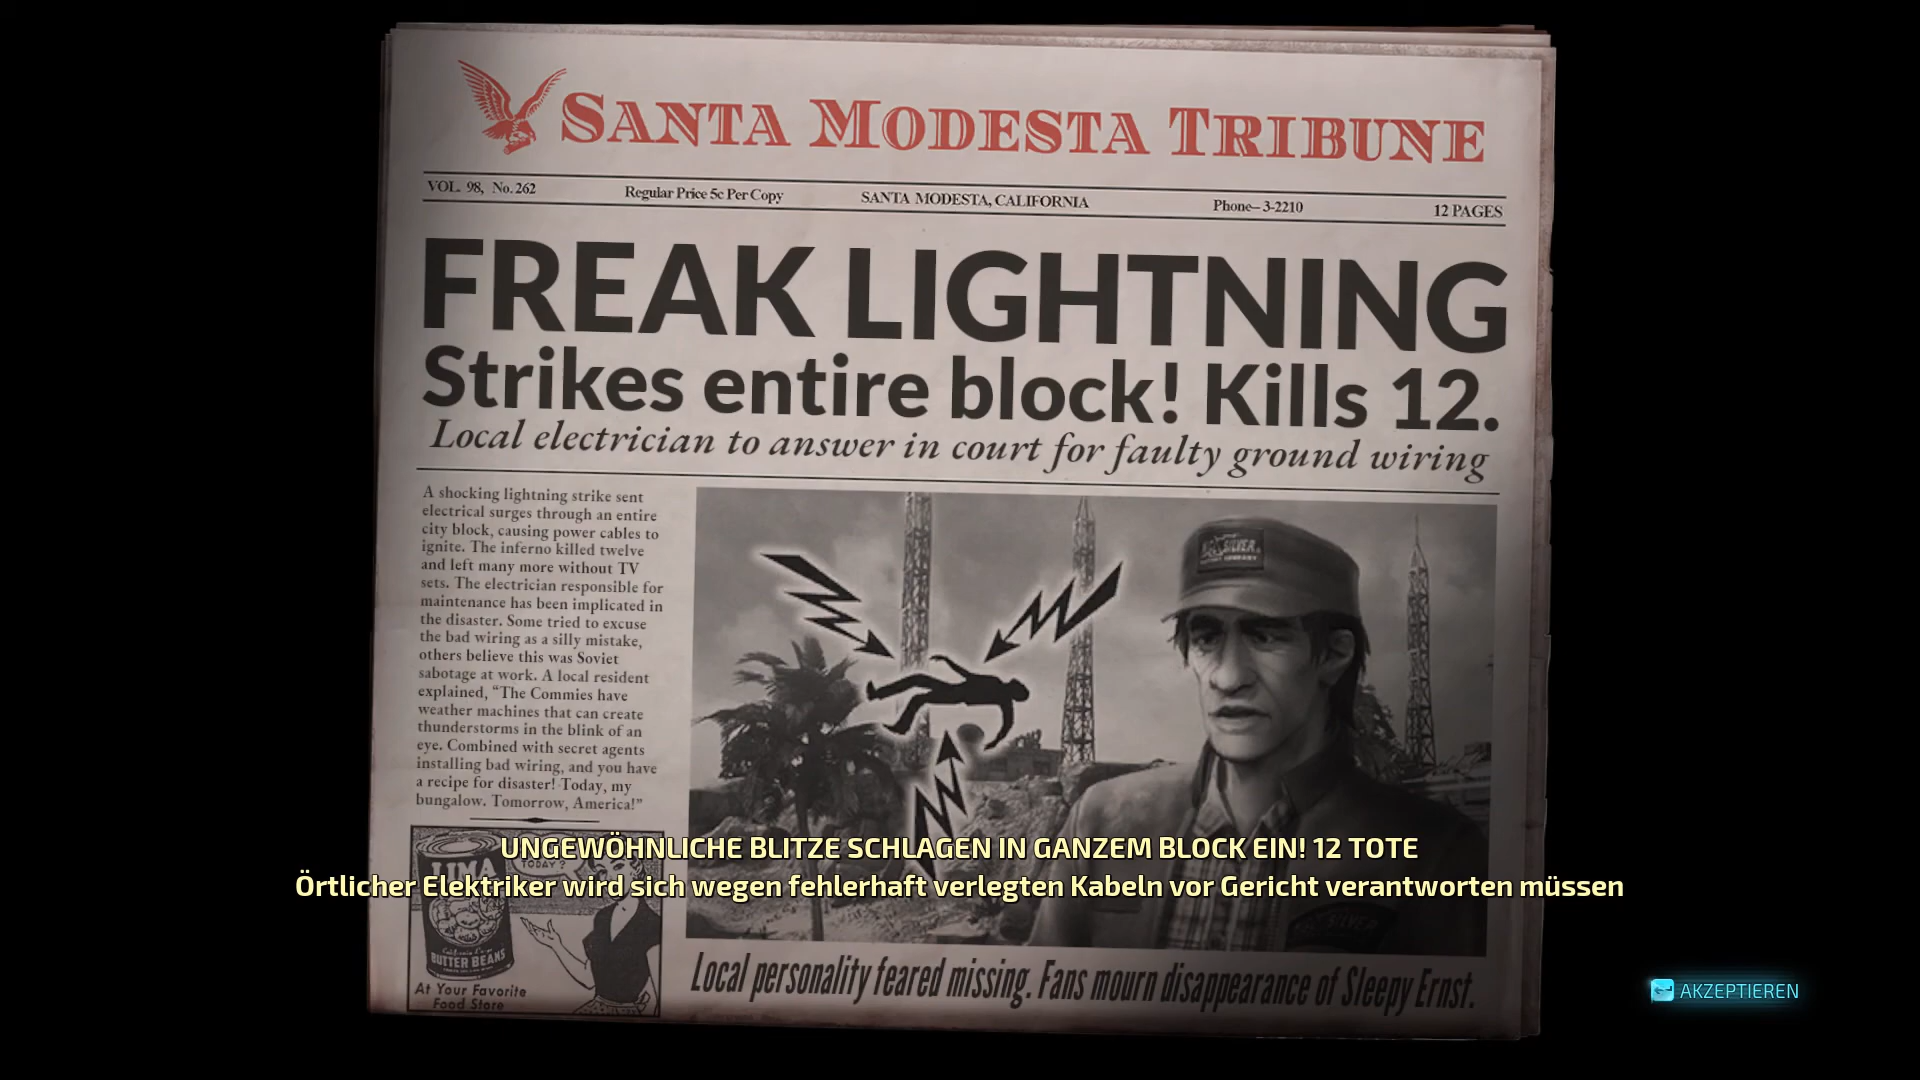 SANTA MODESTA TRIBUNE
VOL. 98, No. 262 Regular Price 5c Per Copy SANTA MODESTA, CALIFORNIA Phone–3-2210 12 PAGES
FREAK LIGHTNING
Strikes entire block! Kills 12.
Local electrician to answer in court for faulty ground wiring
A shocking lightning strike sent
electrical surges through an entire
city block, causing power cables to
ignite. The inferno killed twelve
and left many more without TV
sets. The electrician responsible for
maintenance has been implicated in
the disaster. Some tried to excuse
the bad wiring as a silly mistake,
others believe this was Soviet
sabotage at work. A local resident
explained, “The Commies have
weather machines that can create
thunderstorms in the blink of an
eye. Combined with secret agents
installing bad wiring, and you have
a recipe for disaster! Today, my
bungalow. Tomorrow, America!”
SILVER
UNGEWÖHNLICHE BLITZE SCHLAGEN IN GANZEM BLOCK EIN! 12 TOTE
Örtlicher Elektriker wird sich wegen fehlerhaft verlegten Kabeln vor Gericht verantworten müssen
LIMA
TODAY?
BUTTER BEANS
At Your Favorite
Food Store
SILVER
Local personality feared missing. Fans mourn disappearance of Sleepy Ernst.
AKZEPTIEREN